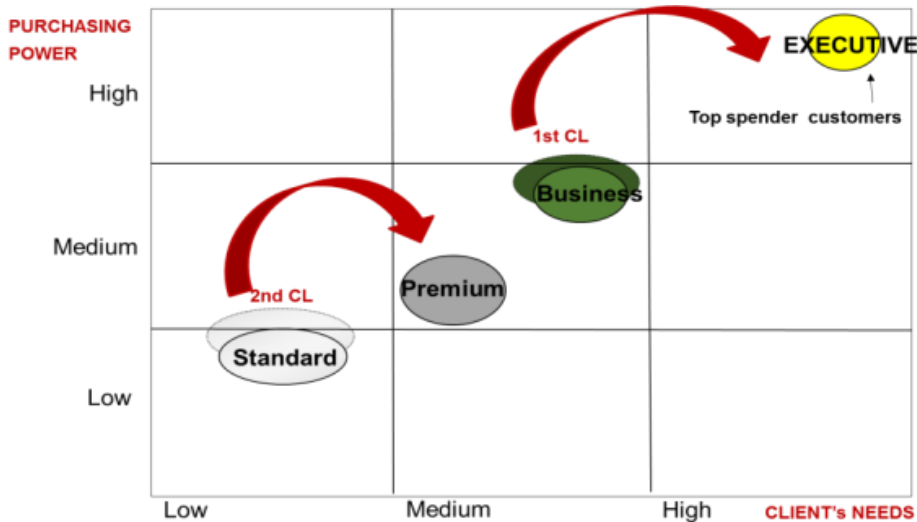 PURCHASING
POWER
EXECUTIVE
High
Top spender customers
1st CL
Business
Medium
Premium
2nd CL
Standard
Low
Low
Medium
High
CLIENT's NEEDS